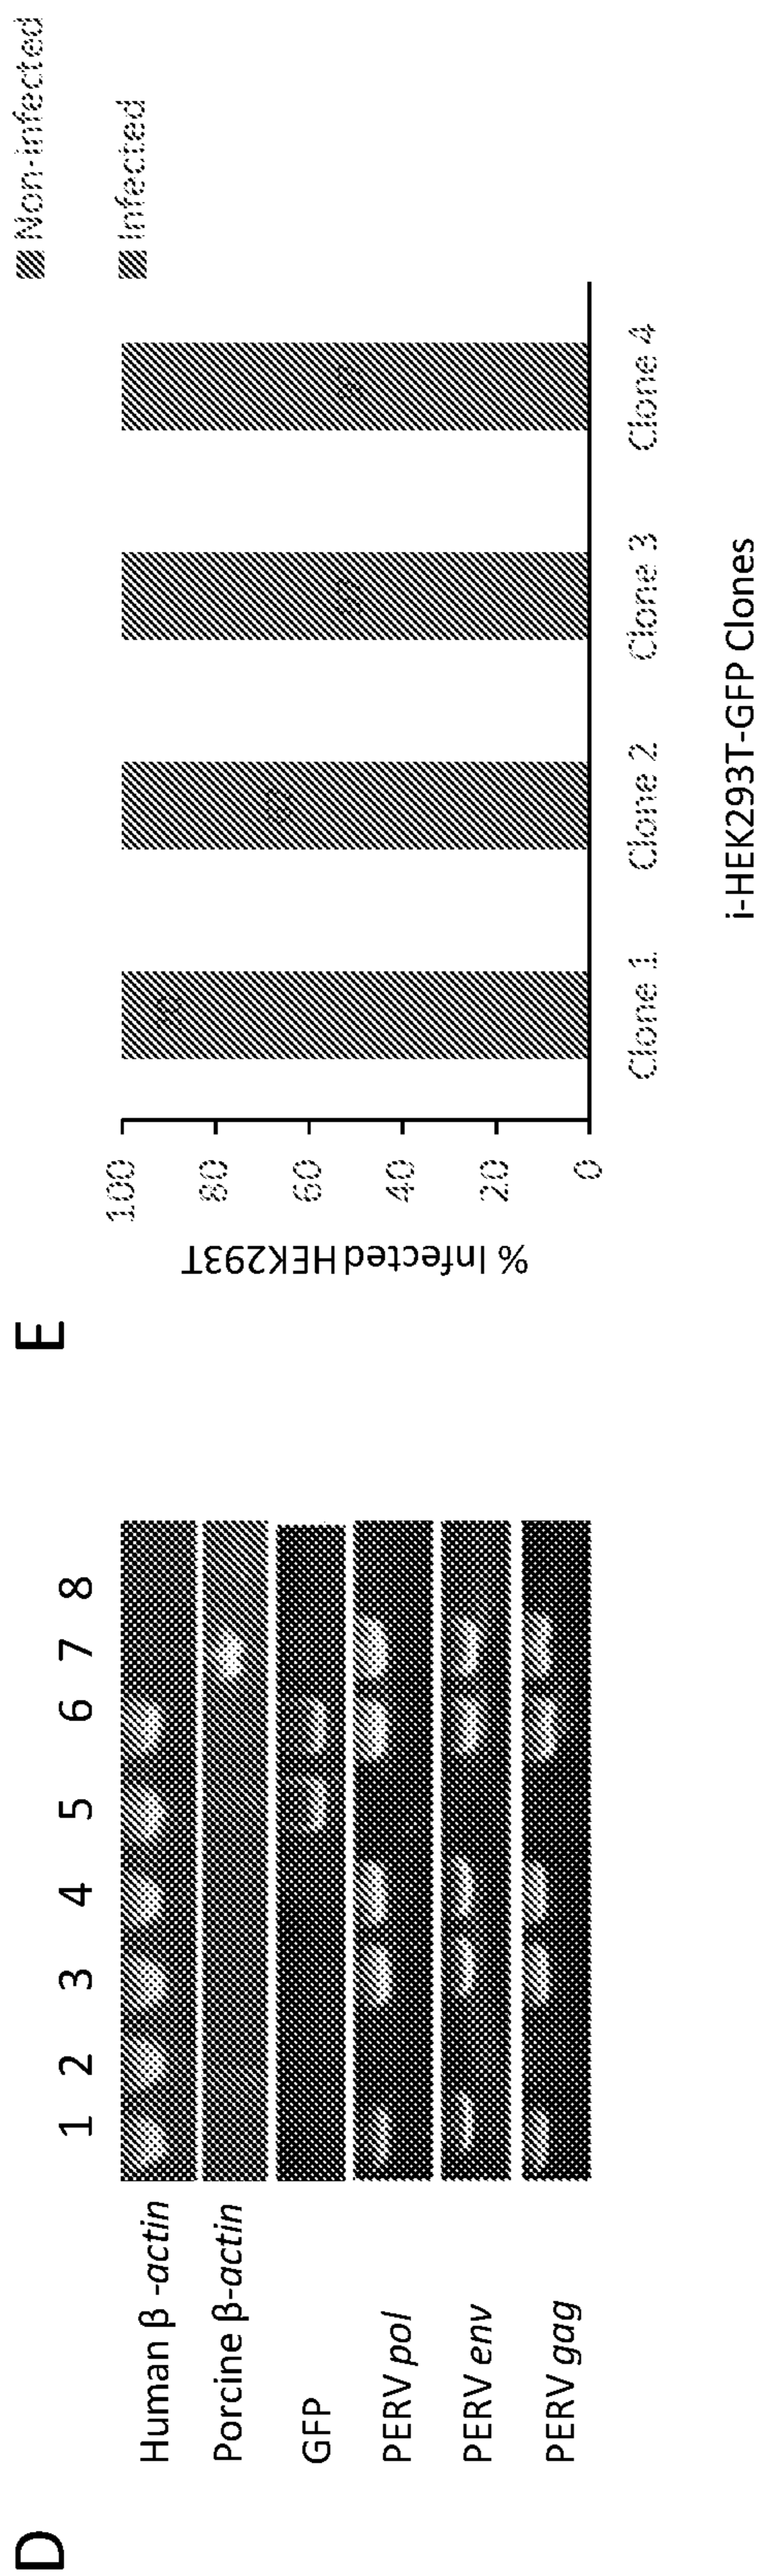 D
1 2 3 4 5 6 7 8
Human β -actin
Porcine β-actin
GFP
PERV pol
PERV env
PERV gag
E
Non-infected
Infected
% Infected HEK293T
100
80
60
40
20
0
Clone 1 Clone 2 Clone 3 Clone 4
i-HEK293T-GFP Clones